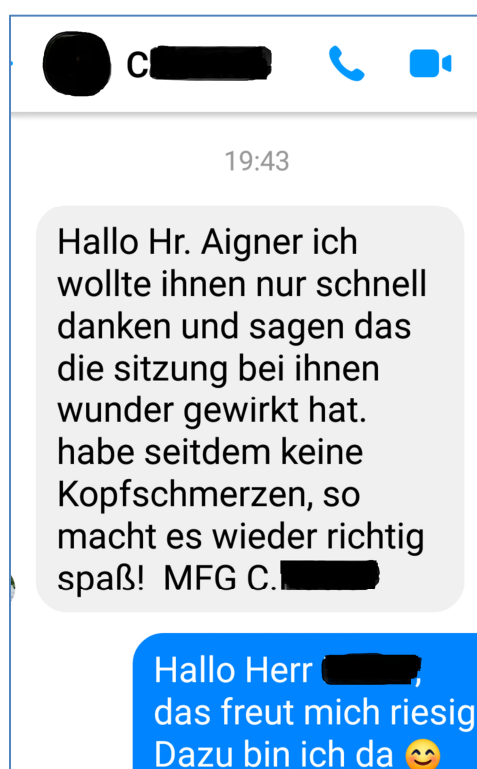 C
19:43
Hallo Hr. Aigner ich
wollte ihnen nur schnell
danken und sagen das
die sitzung bei ihnen
wunder gewirkt hat.
habe seitdem keine
Kopfschmerzen, so
macht es wieder richtig
spaß!  MFG C.
Hallo Herr ,
das freut mich riesig
Dazu bin ich da 😊